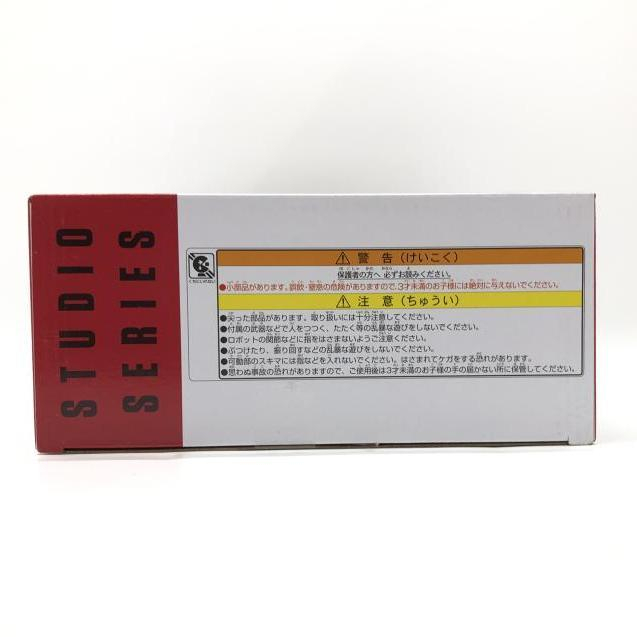 STUDIO
SERIES
くちにいれない
⚠警 告(けいこく)
保護者の方へ 必ずお読みください。
●小部品があります。誤飲・窒息の危険がありますので、3才未満のお子様には絶対に与えないでください。
⚠注 意(ちゅうい)
●尖った部品があります。取り扱いには十分注意してください。
●付属の武器などで人をつつく、たたく等の乱暴な遊びをしないでください。
●ロボットの関節などに指をはさまないようご注意ください。
●ぶつけたり、振り回すなどの乱暴な遊びをしないでください。
●可動部のスキマには指などを入れないでください。はさまれてケガをする恐れがあります。
●思わぬ事故の恐れがありますので、ご使用後は3才未満のお子様の手の届かない所に保管してください。